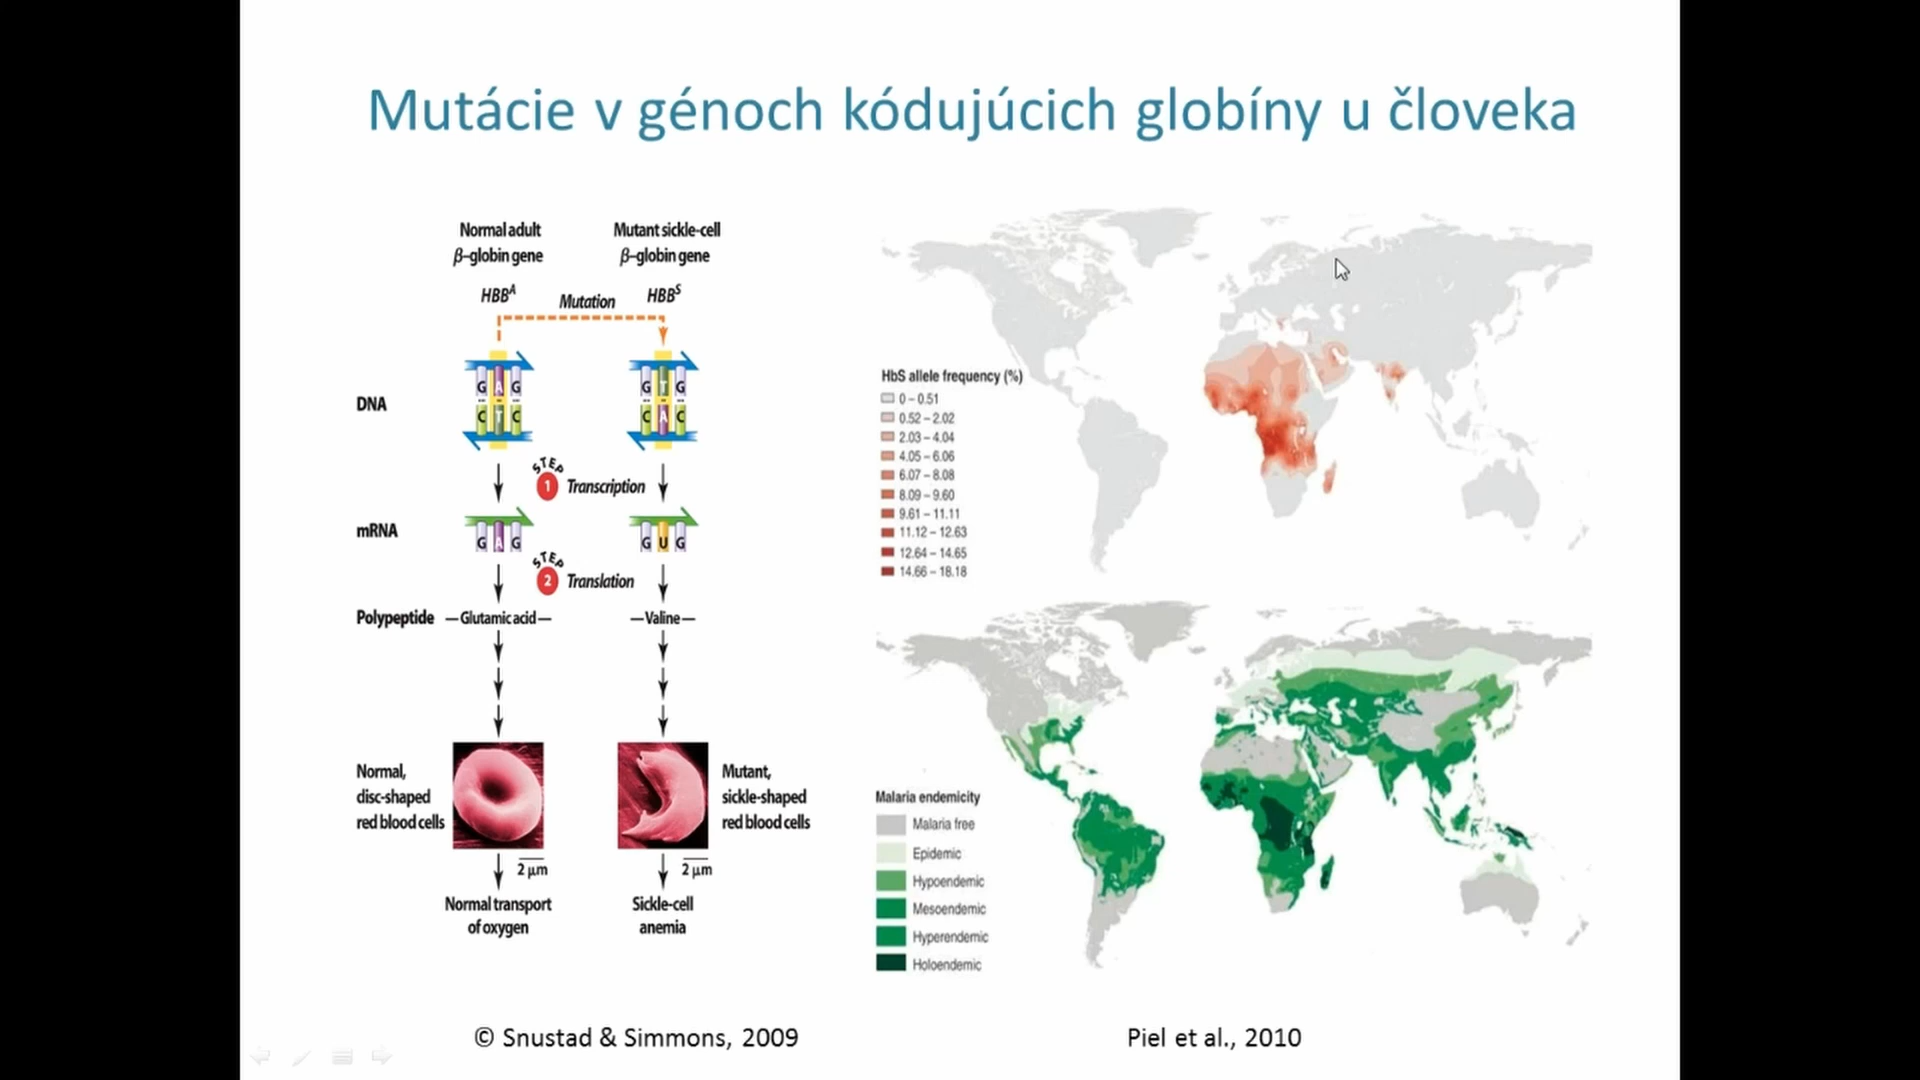 Mutácie v génoch kódujúcich globíny u človeka
Normal adult
β–globin gene
Mutant sickle-cell
β–globin gene
HBBᴬ
Mutation
HBBˢ
DNA
G A G
C T C
G T G
C A C
STEP
1
Transcription
mRNA
G A G
G U G
STEP
2
Translation
Polypeptide
Glutamic acid
Valine
Normal,
disc-shaped
red blood cells
Mutant,
sickle-shaped
red blood cells
2 μm
2 μm
Normal transport
of oxygen
Sickle-cell
anemia
© Snustad & Simmons, 2009
HbS allele frequency (%)
0 – 0.51
0.52 – 2.02
2.03 – 4.04
4.05 – 6.06
6.07 – 8.08
8.09 – 9.60
9.61 – 11.11
11.12 – 12.63
12.64 – 14.65
14.66 – 18.18
Malaria endemicity
Malaria free
Epidemic
Hypoendemic
Mesoendemic
Hyperendemic
Holoendemic
Piel et al., 2010